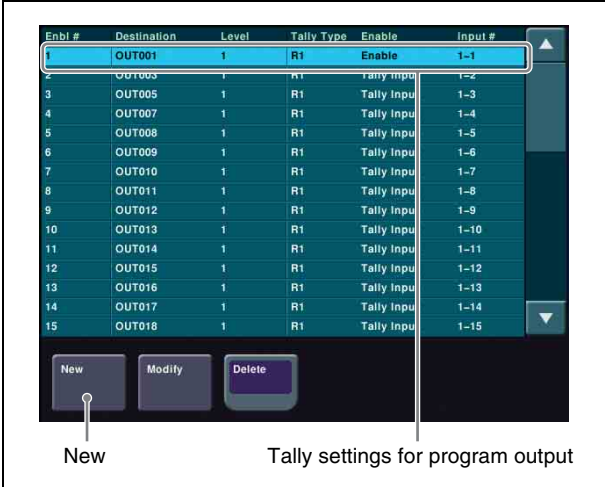 Enbl # Destination Level Tally Type Enable Input #
1 OUT001 1 R1 Enable 1-1
2 OUT003 1 R1 Tally Input 1-2
3 OUT005 1 R1 Tally Inpu 1-3
4 OUT007 1 R1 Tally Inpu 1-4
5 OUT008 1 R1 Tally Inpu 1-5
6 OUT009 1 R1 Tally Inpu 1-6
7 OUT010 1 R1 Tally Inpu 1-7
8 OUT011 1 R1 Tally Inpu 1-8
9 OUT012 1 R1 Tally Inpu 1-9
10 OUT013 1 R1 Tally Inpu 1-10
11 OUT014 1 R1 Tally Inpu 1-11
12 OUT015 1 R1 Tally Inpu 1-12
13 OUT016 1 R1 Tally Inpu 1-13
14 OUT017 1 R1 Tally Inpu 1-14
15 OUT018 1 R1 Tally Inpu 1-15
New Modify Delete
New Tally settings for program output